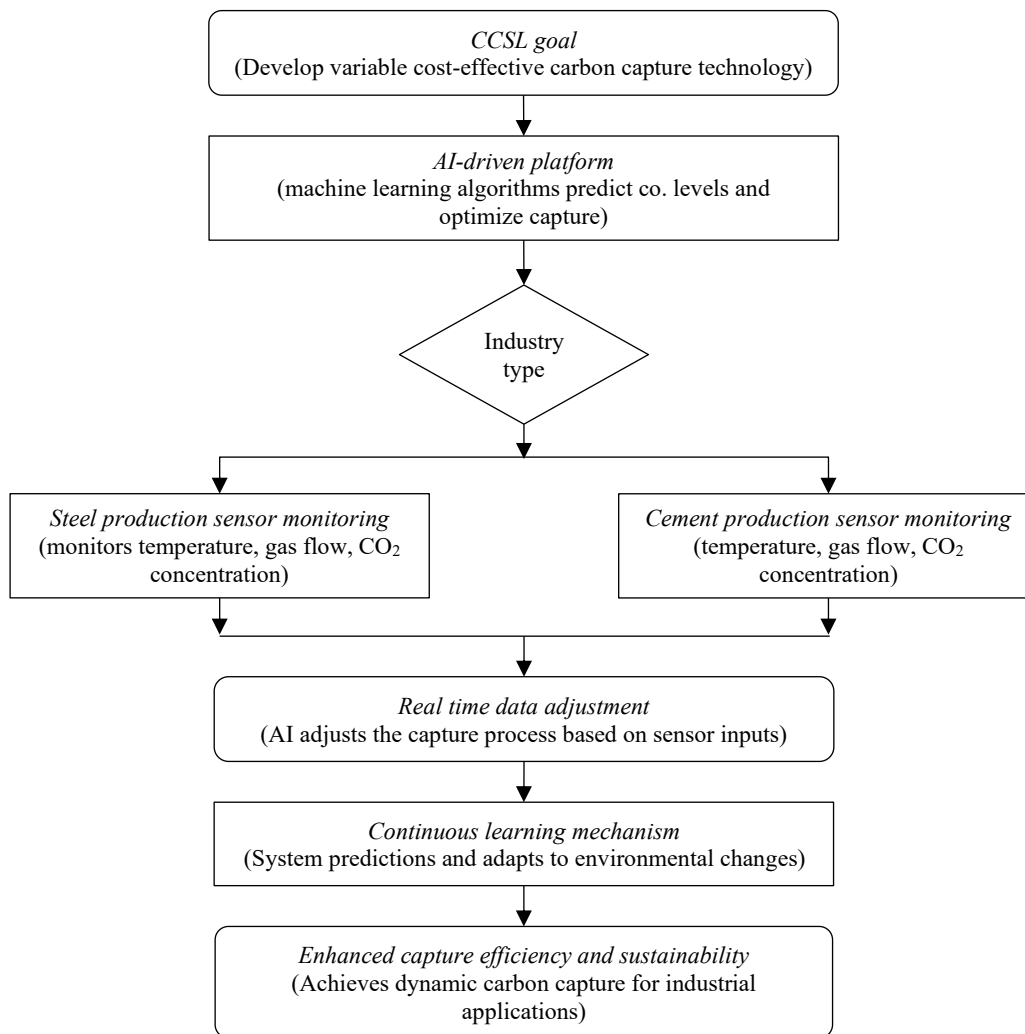 CCSL goal
(Develop variable cost-effective carbon capture technology)
AI-driven platform
(machine learning algorithms predict co. levels and
optimize capture)
Industry
type
Steel production sensor monitoring
(monitors temperature, gas flow, CO₂
concentration)
Cement production sensor monitoring
(temperature, gas flow, CO₂
concentration)
Real time data adjustment
(AI adjusts the capture process based on sensor inputs)
Continuous learning mechanism
(System predictions and adapts to environmental changes)
Enhanced capture efficiency and sustainability
(Achieves dynamic carbon capture for industrial
applications)